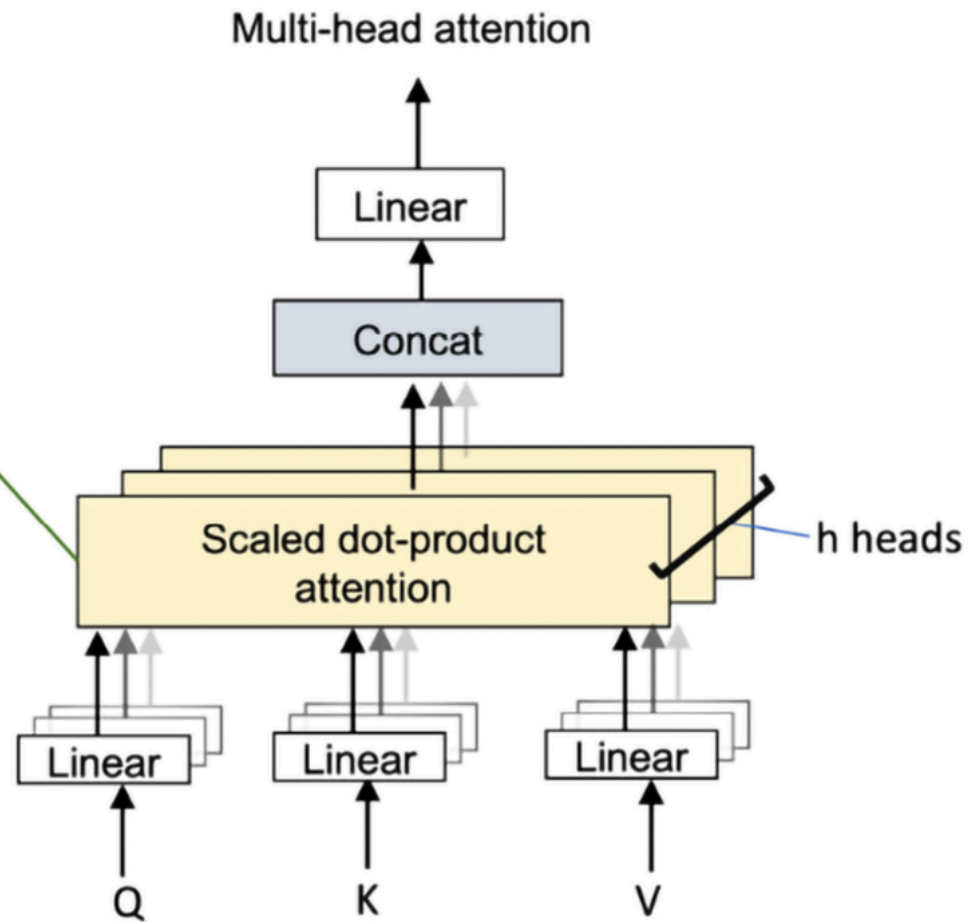 Multi-head attention
Linear
Concat
Scaled dot-product
attention
h heads
Linear
Linear
Linear
Q
K
V